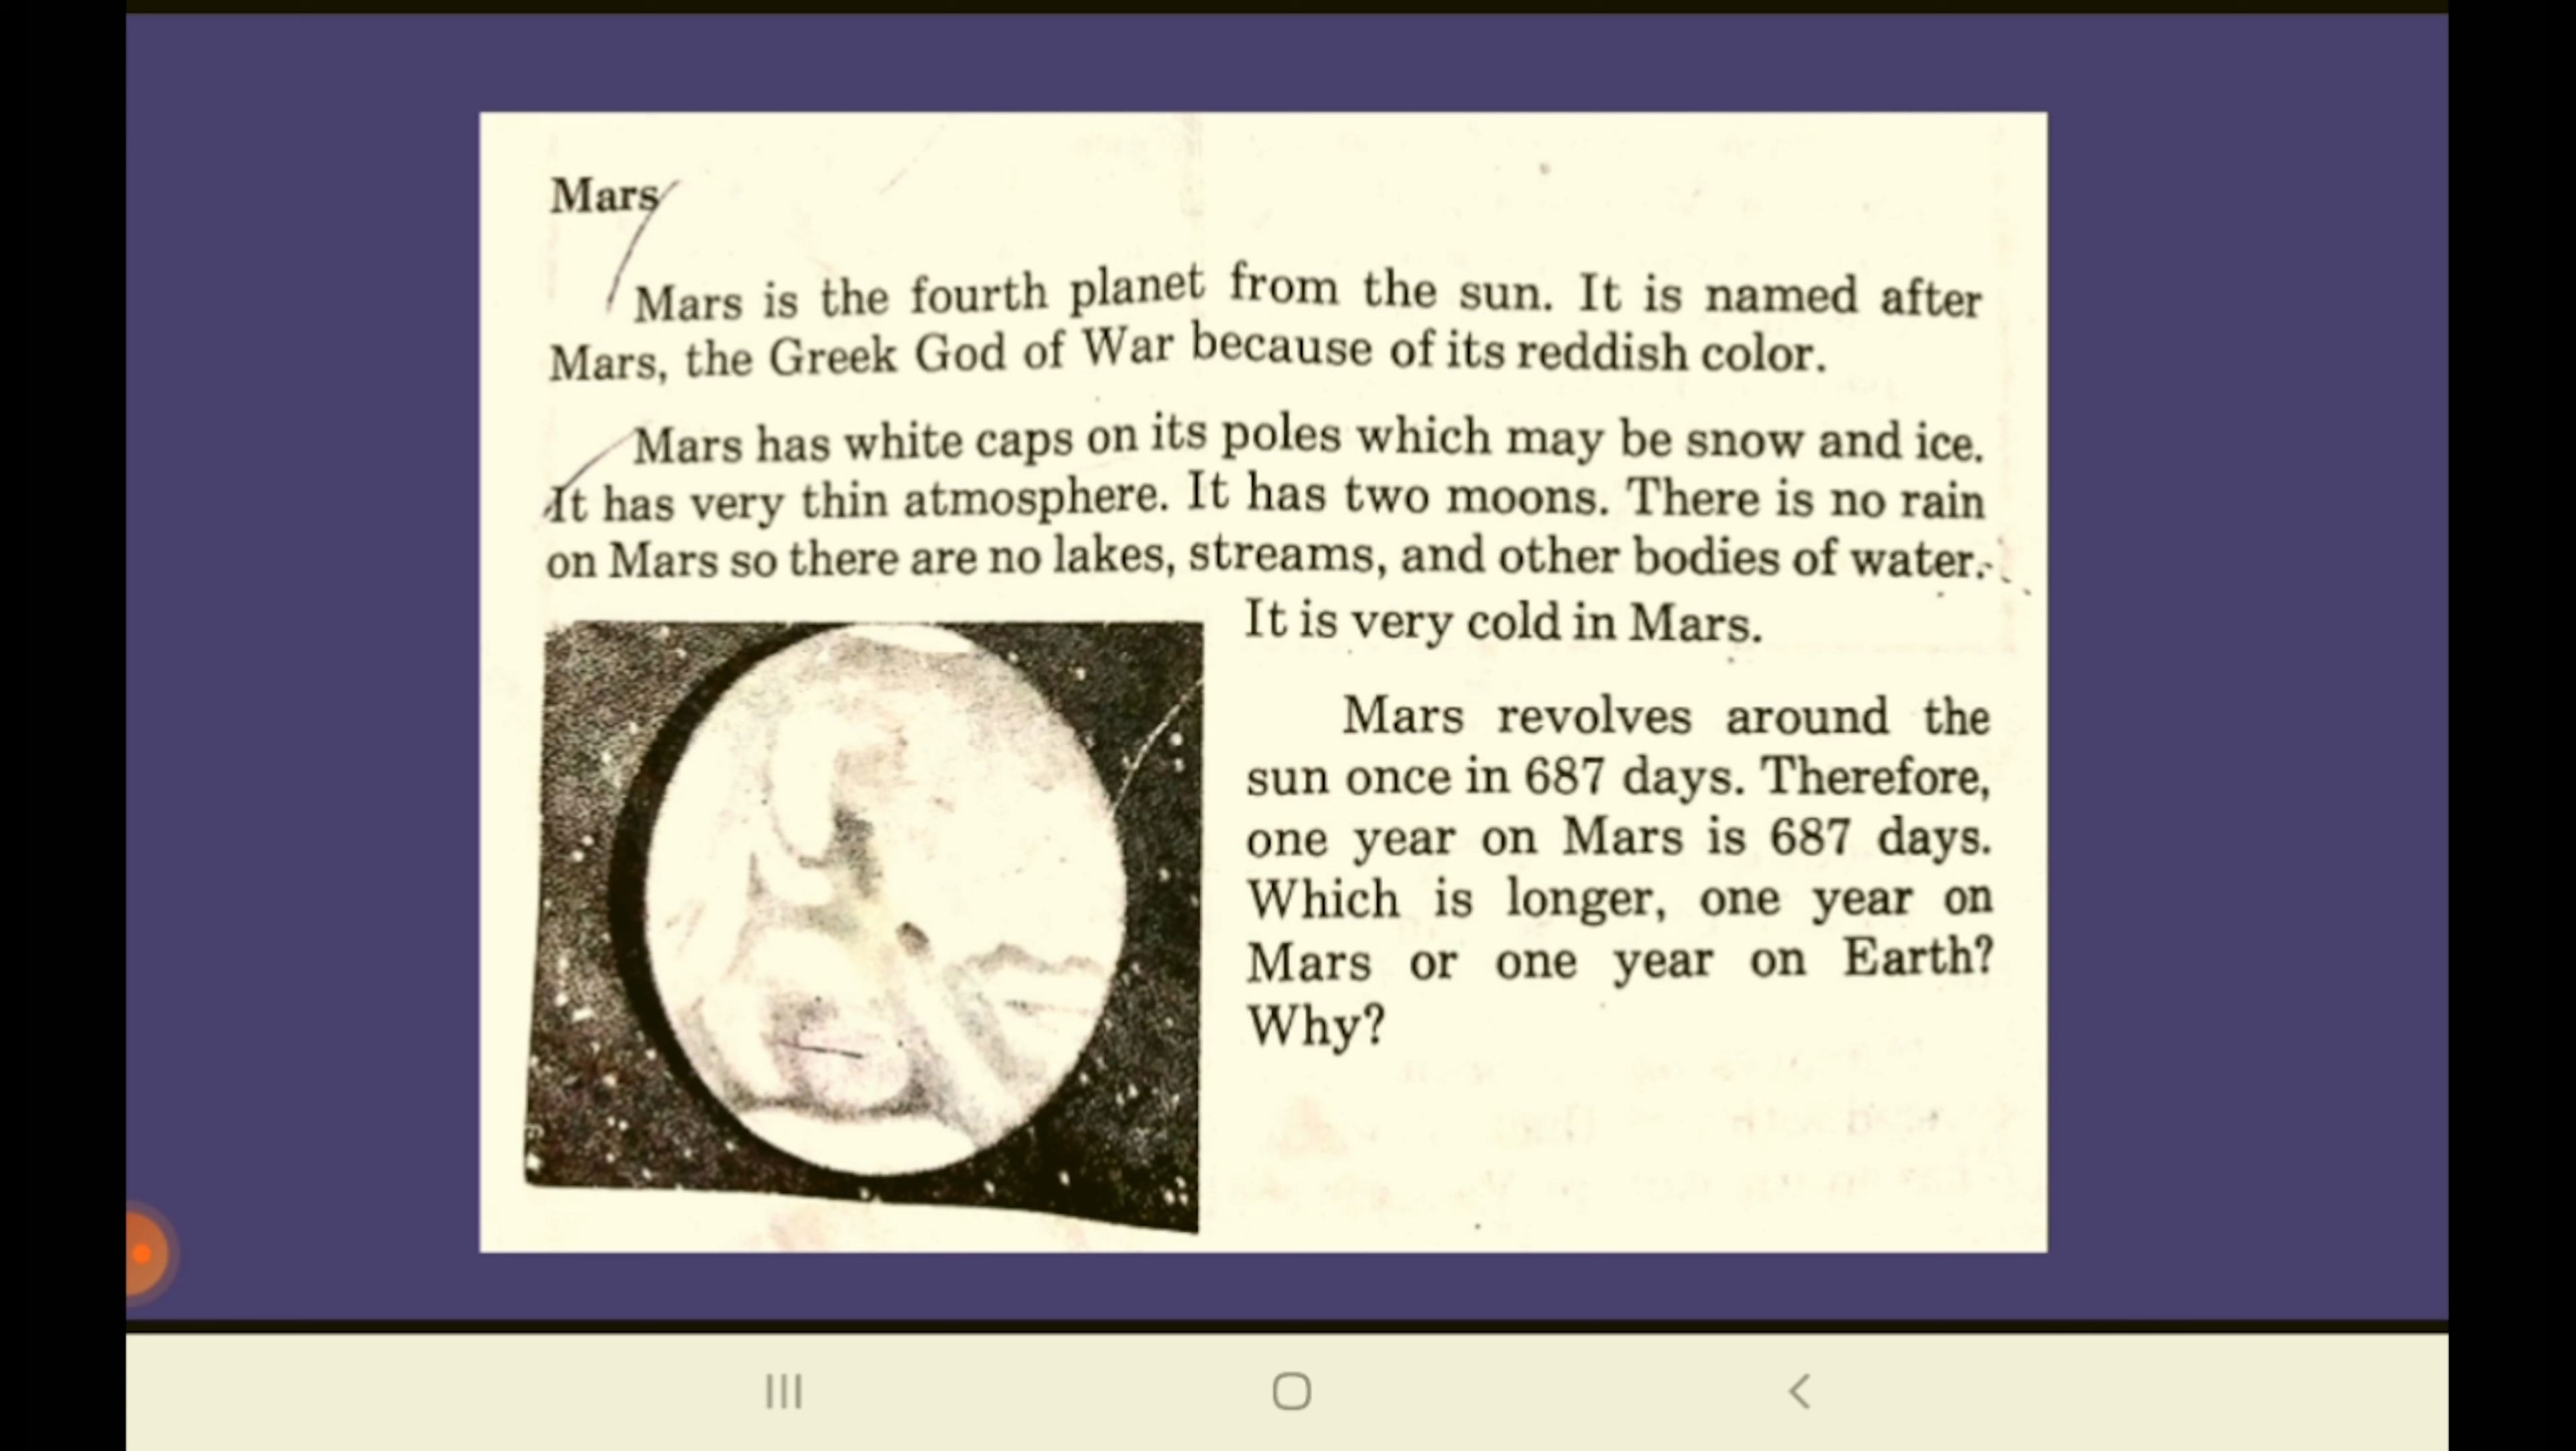 Mars
Mars is the fourth planet from the sun. It is named after
Mars, the Greek God of War because of its reddish color.
Mars has white caps on its poles which may be snow and ice.
It has very thin atmosphere. It has two moons. There is no rain
on Mars so there are no lakes, streams, and other bodies of water.
It is very cold in Mars.
Mars revolves around the
sun once in 687 days. Therefore,
one year on Mars is 687 days.
Which is longer, one year on
Mars or one year on Earth?
Why?